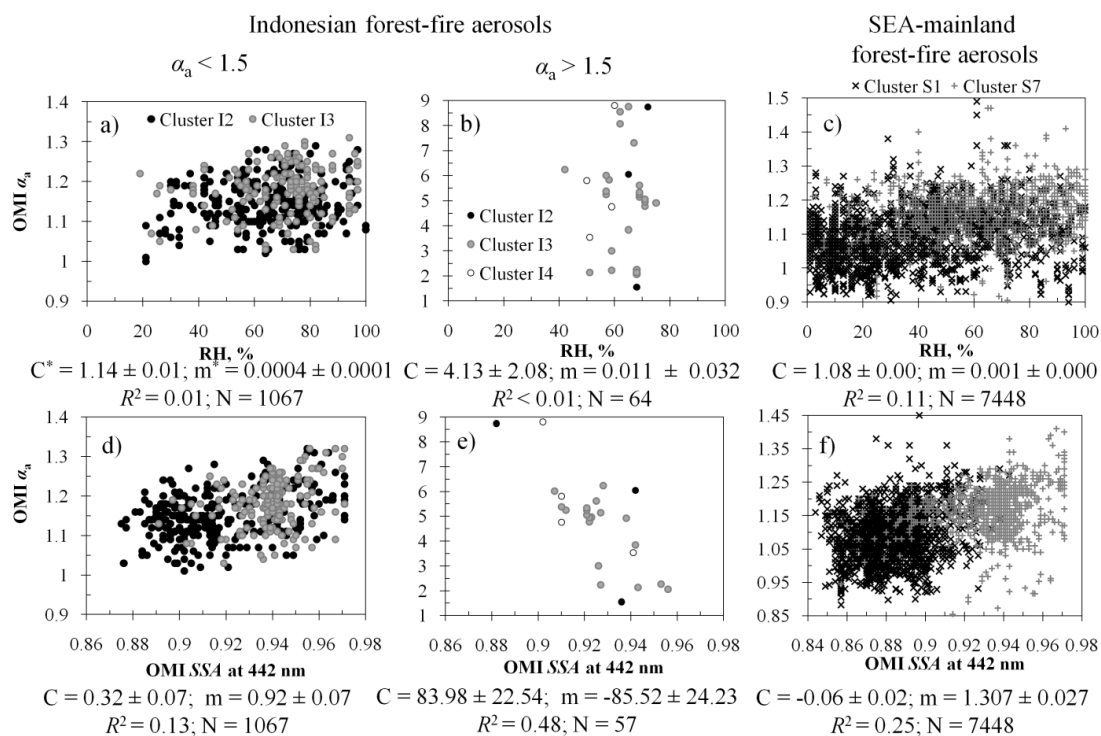 Indonesian forest-fire aerosols
SEA-mainland
forest-fire aerosols
αa < 1.5
αa > 1.5
× Cluster S1 + Cluster S7
OMI αa
1.4
1.3
1.2
1.1
1
0.9
a)
Cluster I2 Cluster I3
0 20 40 60 80 100
RH, %
C* = 1.14 ± 0.01; m* = 0.0004 ± 0.0001
R² = 0.01; N = 1067
9
8
7
6
5
4
3
2
1
b)
Cluster I2
Cluster I3
Cluster I4
0 20 40 60 80 100
RH, %
C = 4.13 ± 2.08; m = 0.011 ± 0.032
R² < 0.01; N = 64
1.5
1.4
1.3
1.2
1.1
1
0.9
c)
0 20 40 60 80 100
RH, %
C = 1.08 ± 0.00; m = 0.001 ± 0.000
R² = 0.11; N = 7448
OMI αa
1.4
1.3
1.2
1.1
1
0.9
d)
0.86 0.88 0.9 0.92 0.94 0.96 0.98
OMI SSA at 442 nm
C = 0.32 ± 0.07; m = 0.92 ± 0.07
R² = 0.13; N = 1067
9
8
7
6
5
4
3
2
1
e)
0.86 0.88 0.9 0.92 0.94 0.96 0.98
OMI SSA at 442 nm
C = 83.98 ± 22.54; m = -85.52 ± 24.23
R² = 0.48; N = 57
1.45
1.35
1.25
1.15
1.05
0.95
0.85
f)
0.84 0.86 0.88 0.9 0.92 0.94 0.96 0.98
OMI SSA at 442 nm
C = -0.06 ± 0.02; m = 1.307 ± 0.027
R² = 0.25; N = 7448